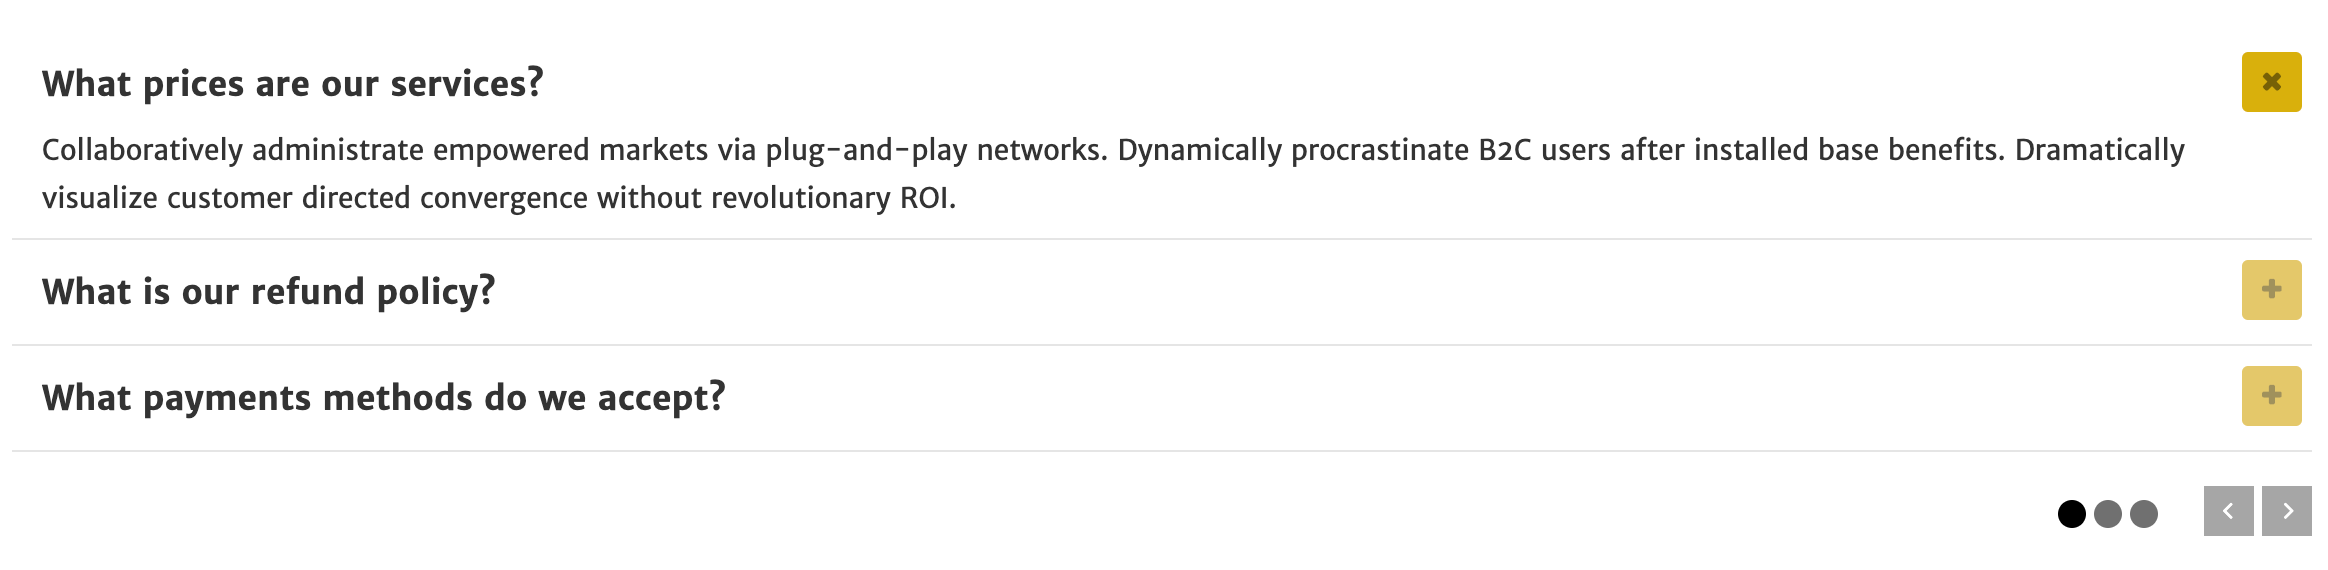 What prices are our services?
Collaboratively administrate empowered markets via plug-and-play networks. Dynamically procrastinate B2C users after installed base benefits. Dramatically
visualize customer directed convergence without revolutionary ROI.
What is our refund policy?
What payments methods do we accept?